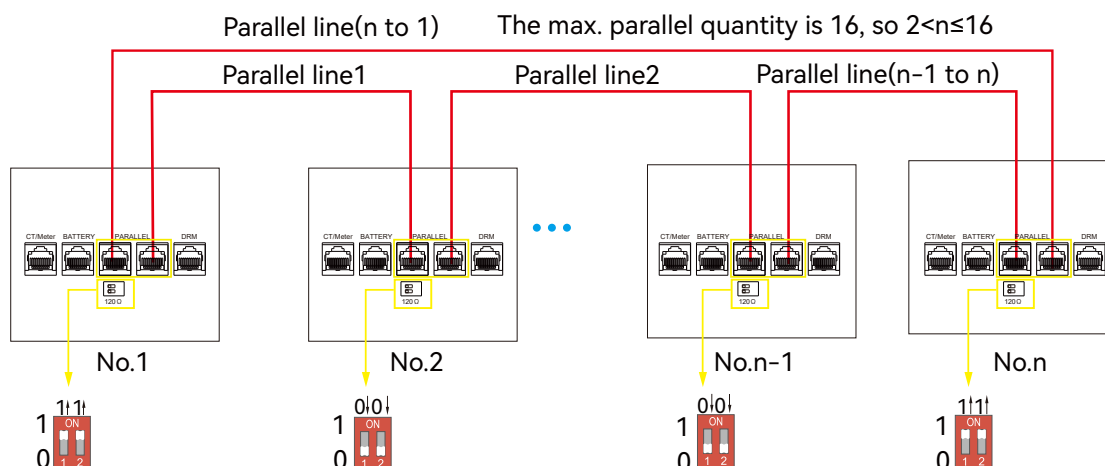 Parallel line(n to 1) The max. parallel quantity is 16, so 2<n≤16
Parallel line1 Parallel line2 Parallel line(n-1 to n)
CT/Meter BATTERY PARALLEL DRM
120Ω
CT/Meter BATTERY PARALLEL DRM
120Ω
CT/Meter BATTERY PARALLEL DRM
120Ω
CT/Meter BATTERY PARALLEL DRM
120Ω
No.1 No.2 No.n-1 No.n
1↑1↑ 0↓0↓ 0↓0↓ 1↑1↑
1 ON 1 ON 1 ON 1 ON
0 1 2 0 1 2 0 1 2 0 1 2